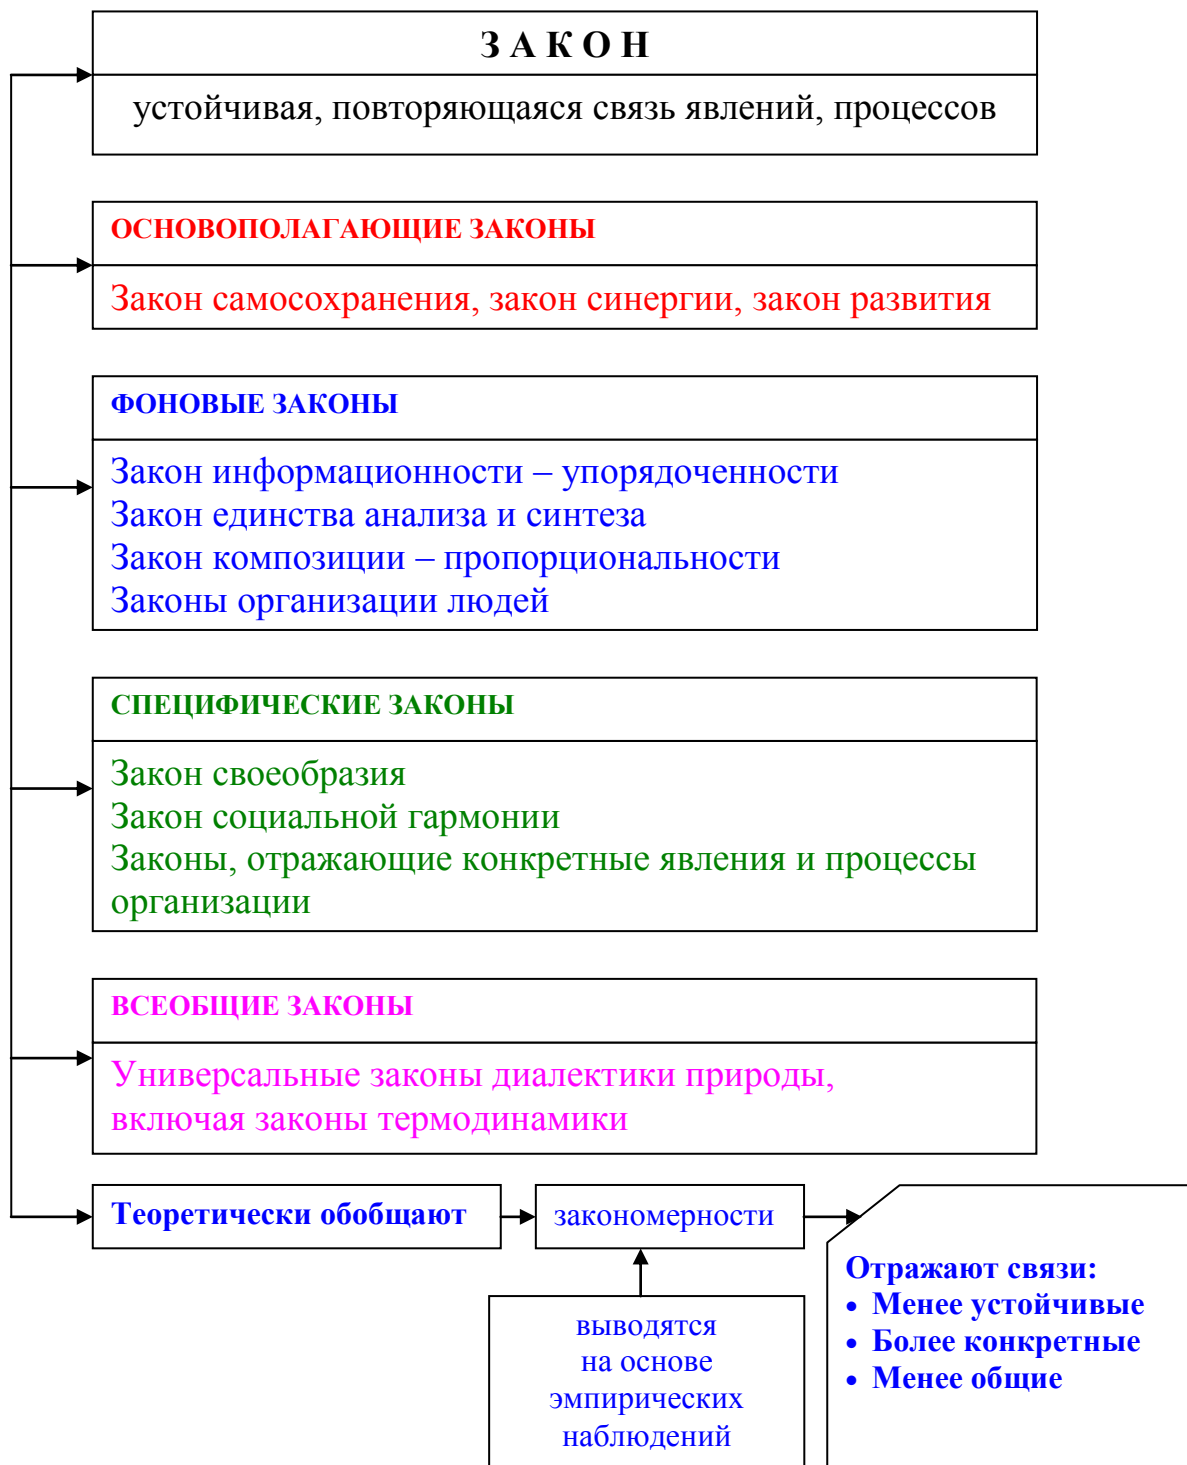 З А К О Н
устойчивая, повторяющаяся связь явлений, процессов
ОСНОВОПОЛАГАЮЩИЕ ЗАКОНЫ
Закон самосохранения, закон синергии, закон развития
ФОНОВЫЕ ЗАКОНЫ
Закон информационности – упорядоченности
Закон единства анализа и синтеза
Закон композиции – пропорциональности
Законы организации людей
СПЕЦИФИЧЕСКИЕ ЗАКОНЫ
Закон своеобразия
Закон социальной гармонии
Законы, отражающие конкретные явления и процессы
организации
ВСЕОБЩИЕ ЗАКОНЫ
Универсальные законы диалектики природы,
включая законы термодинамики
Теоретически обобщают
закономерности
выводятся
на основе
эмпирических
наблюдений
Отражают связи:
• Менее устойчивые
• Более конкретные
• Менее общие